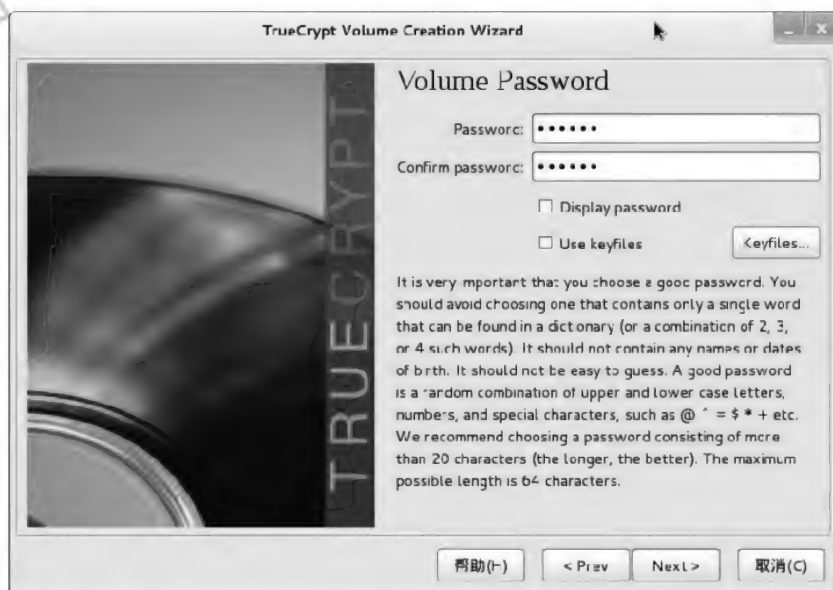 TrueCrypt Volume Creation Wizard
TRUECRYPT
Volume Password
Password:
Confirm password:
Display password
Use keyfiles
Keyfiles...
It is very important that you choose a good password. You
should avoid choosing one that contains only a single word
that can be found in a dictionary (or a combination of 2, 3,
or 4 such words). It should not contain any names or dates
of birth. It should not be easy to guess. A good password
is a random combination of upper and lower case letters,
numbers, and special characters, such as @ ^ = $ * + etc.
We recommend choosing a password consisting of more
than 20 characters (the longer, the better). The maximum
possible length is 64 characters.
帮助(H)
< Prev
Next >
取消(C)